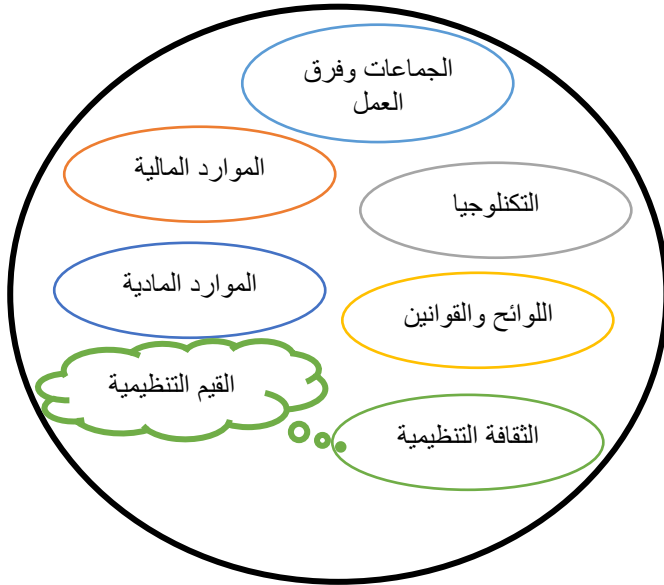 الجماعات وفرق
العمل
الموارد المالية
التكنلوجيا
الموارد المادية
اللوائح والقوانين
القيم التنظيمية
الثقافة التنظيمية